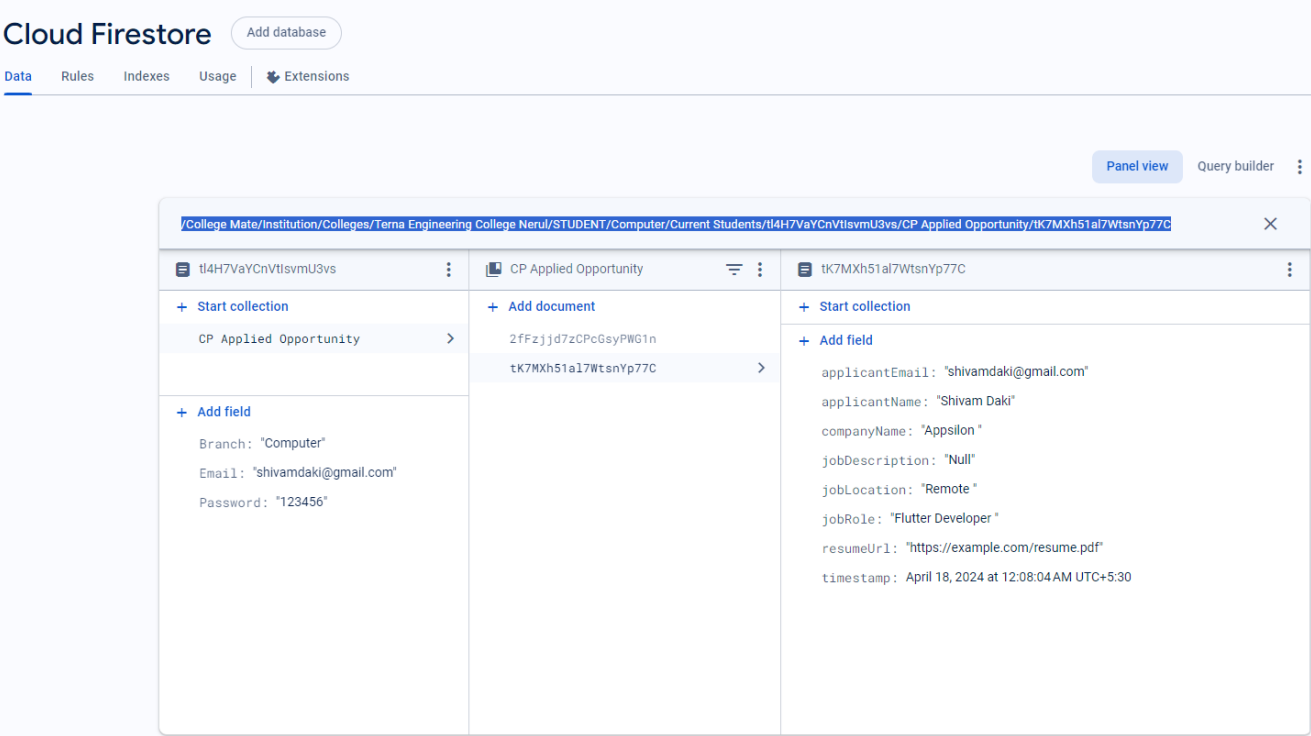 Cloud Firestore
Add database
Data
Rules
Indexes
Usage
Extensions
Panel view
Query builder
/College Mate/Institution/Colleges/Terna Engineering College Nerul/STUDENT/Computer/Current Students/tl4H7VaYCnVtIsvmU3vs/CP Applied Opportunity/tK7MXh51al7WtsnYp77C
tl4H7VaYCnVtIsvmU3vs
+ Start collection
CP Applied Opportunity
+ Add field
Branch: "Computer"
Email: "shivamdaki@gmail.com"
Password: "123456"
CP Applied Opportunity
+ Add document
2fFzjjd7zCPcGsyPWG1n
tK7MXh51al7WtsnYp77C
tK7MXh51al7WtsnYp77C
+ Start collection
+ Add field
applicantEmail: "shivamdaki@gmail.com"
applicantName: "Shivam Daki"
companyName: "Appsilon "
jobDescription: "Null"
jobLocation: "Remote "
jobRole: "Flutter Developer "
resumeUrl: "https://example.com/resume.pdf"
timestamp: April 18, 2024 at 12:08:04 AM UTC+5:30